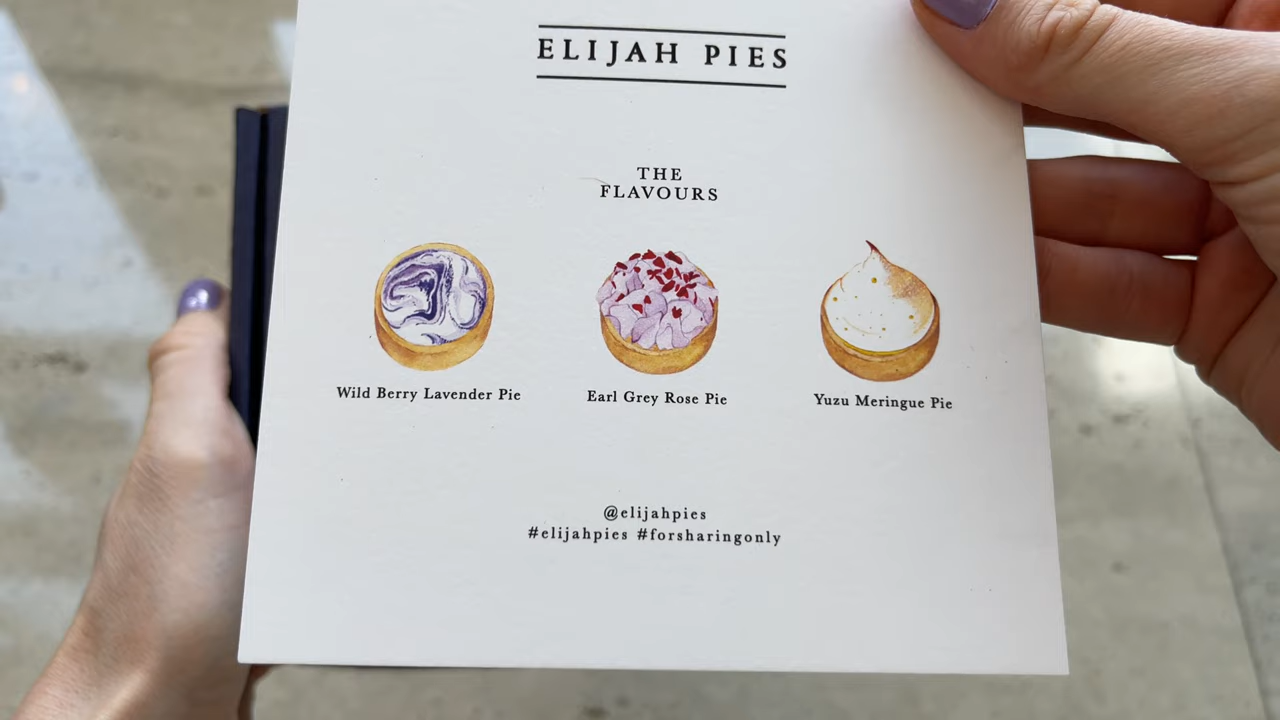 ELIJAH PIES
THE
FLAVOURS
Wild Berry Lavender Pie
Earl Grey Rose Pie
Yuzu Meringue Pie
@elijahpies
#elijahpies #forsharingonly